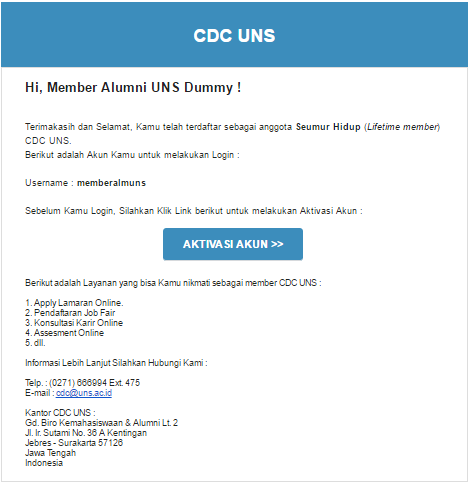 CDC UNS
Hi, Member Alumni UNS Dummy !
Terimakasih dan Selamat, Kamu telah terdaftar sebagai anggota Seumur Hidup (Lifetime member)
CDC UNS.
Berikut adalah Akun Kamu untuk melakukan Login :
Username : memberalmuns
Sebelum Kamu Login, Silahkan Klik Link berikut untuk melakukan Aktivasi Akun :
AKTIVASI AKUN >>
Berikut adalah Layanan yang bisa Kamu nikmati sebagai member CDC UNS :
1. Apply Lamaran Online.
2. Pendaftaran Job Fair
3. Konsultasi Karir Online
4. Assesment Online
5. dll.
Informasi Lebih Lanjut Silahkan Hubungi Kami :
Telp. : (0271) 666994 Ext. 475
E-mail : cdc@uns.ac.id
Kantor CDC UNS :
Gd. Biro Kemahasiswaan & Alumni Lt. 2
Jl. Ir. Sutami No. 36 A Kentingan
Jebres - Surakarta 57126
Jawa Tengah
Indonesia